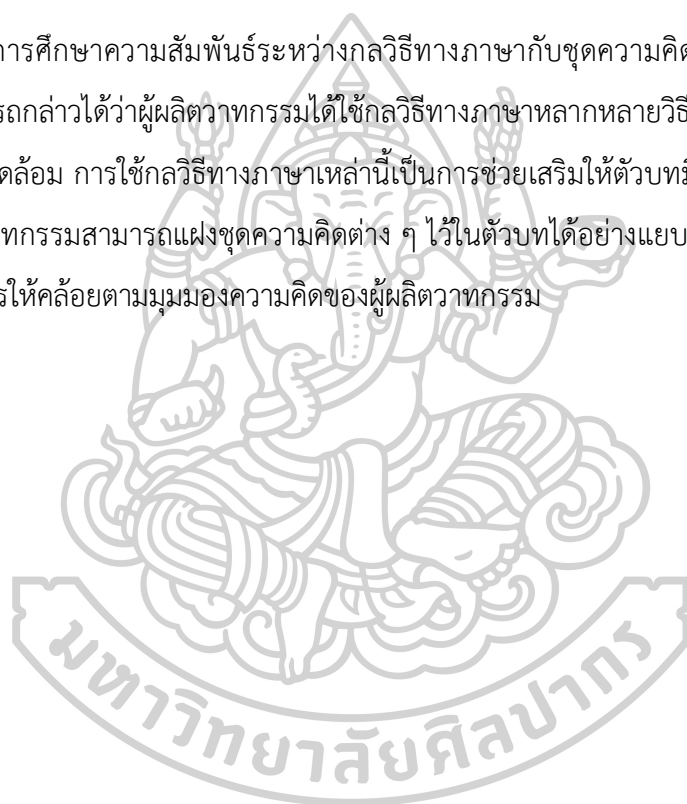 การศึกษาความสัมพันธ์ระหว่างกลวิธีทางภาษากับชุดความคิด
รถกล่าวได้ว่าผู้ผลิตวาทกรรมได้ใช้กลวิธีทางภาษาหลากหลายวิธี
ดล้อม การใช้กลวิธีทางภาษาเหล่านี้เป็นการช่วยเสริมให้ตัวบทมี
ทกรรมสามารถแฝงชุดความคิดต่าง ๆ ไว้ในตัวบทได้อย่างแยบ
รให้คล้อยตามมุมมองความคิดของผู้ผลิตวาทกรรม
มหาวิทยาลัยศิลปากร